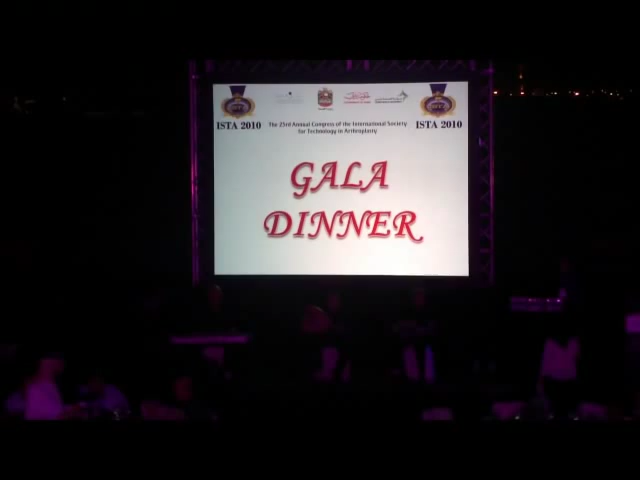 ISTA 2010
The 23rd Annual Congress of the International Society
for Technology in Arthroplasty
ISTA 2010
GALA
DINNER